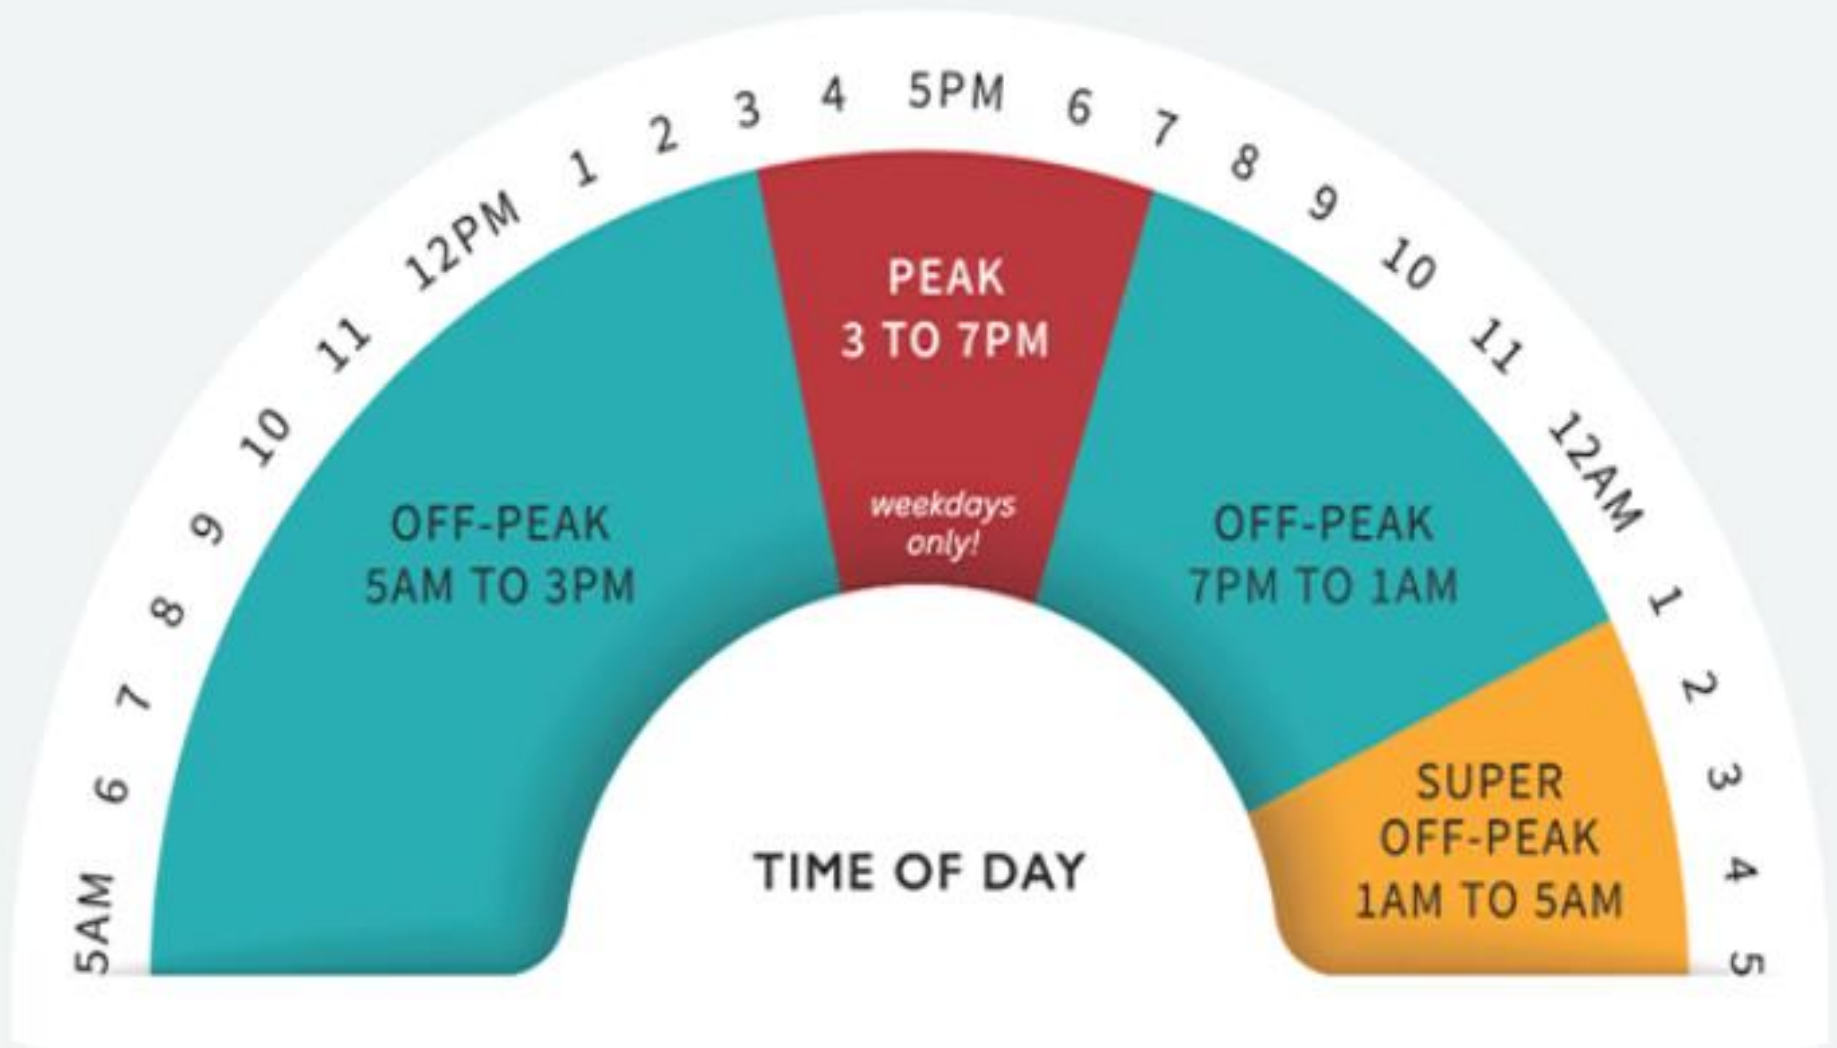 5AM
6
7
8
9
10
11
12PM
1
2
3
4
5PM
6
7
8
9
10
11
12AM
1
2
3
4
5
OFF-PEAK
5AM TO 3PM
PEAK
3 TO 7PM
weekdays
only!
OFF-PEAK
7PM TO 1AM
SUPER
OFF-PEAK
1AM TO 5AM
TIME OF DAY